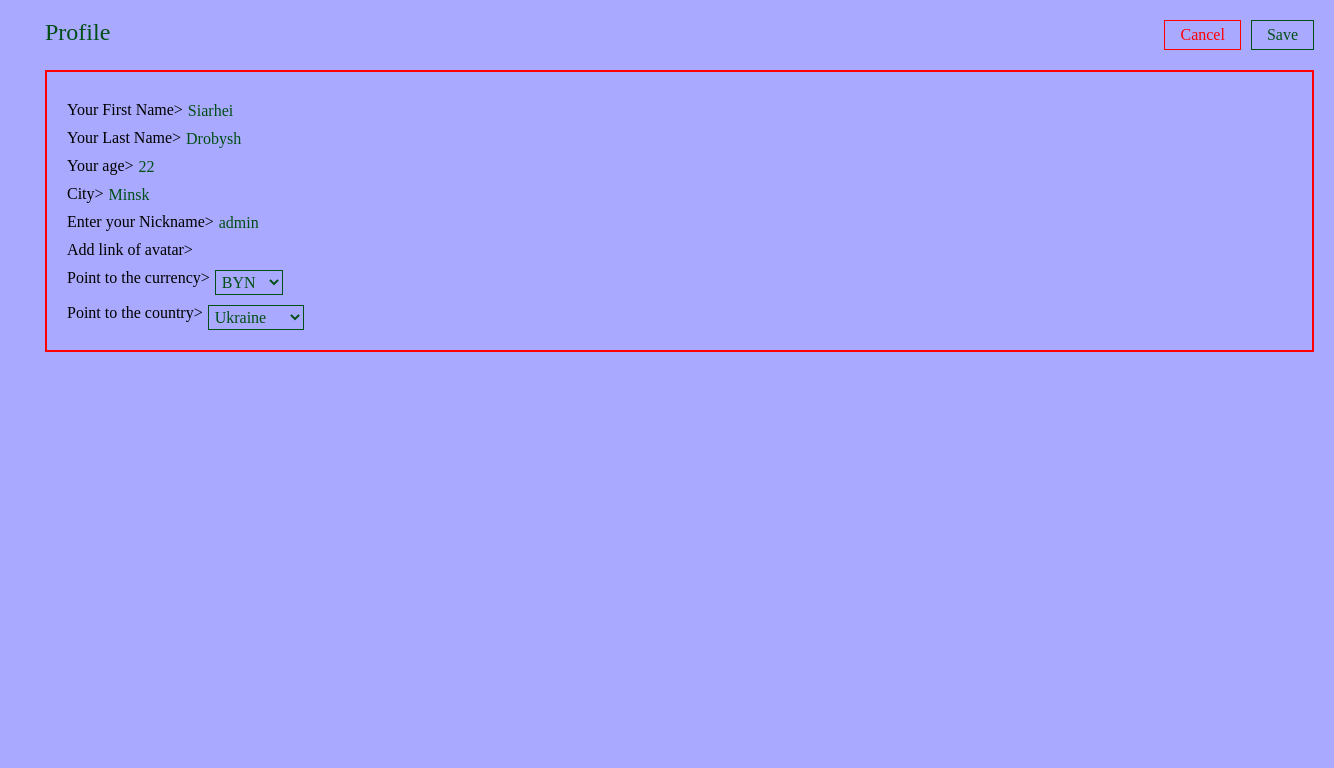 Profile
Cancel
Save
Your First Name> Siarhei
Your Last Name> Drobysh
Your age> 22
City> Minsk
Enter your Nickname> admin
Add link of avatar>
Point to the currency> BYN
Point to the country> Ukraine